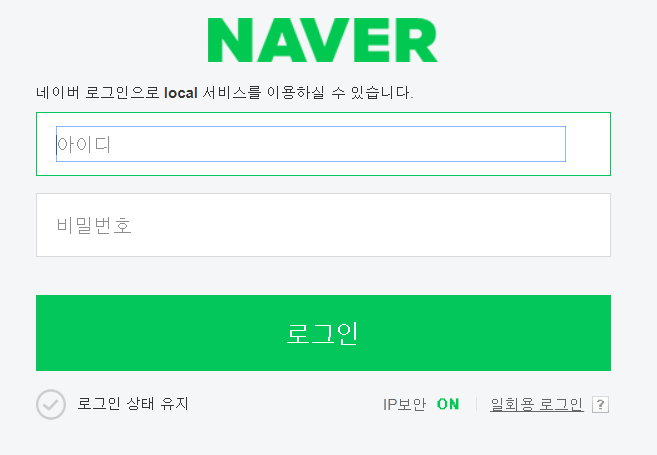 NAVER
네이버 로그인으로 local 서비스를 이용하실 수 있습니다.
아이디
비밀번호
로그인
로그인 상태 유지 IP보안 ON 일회용 로그인 ?